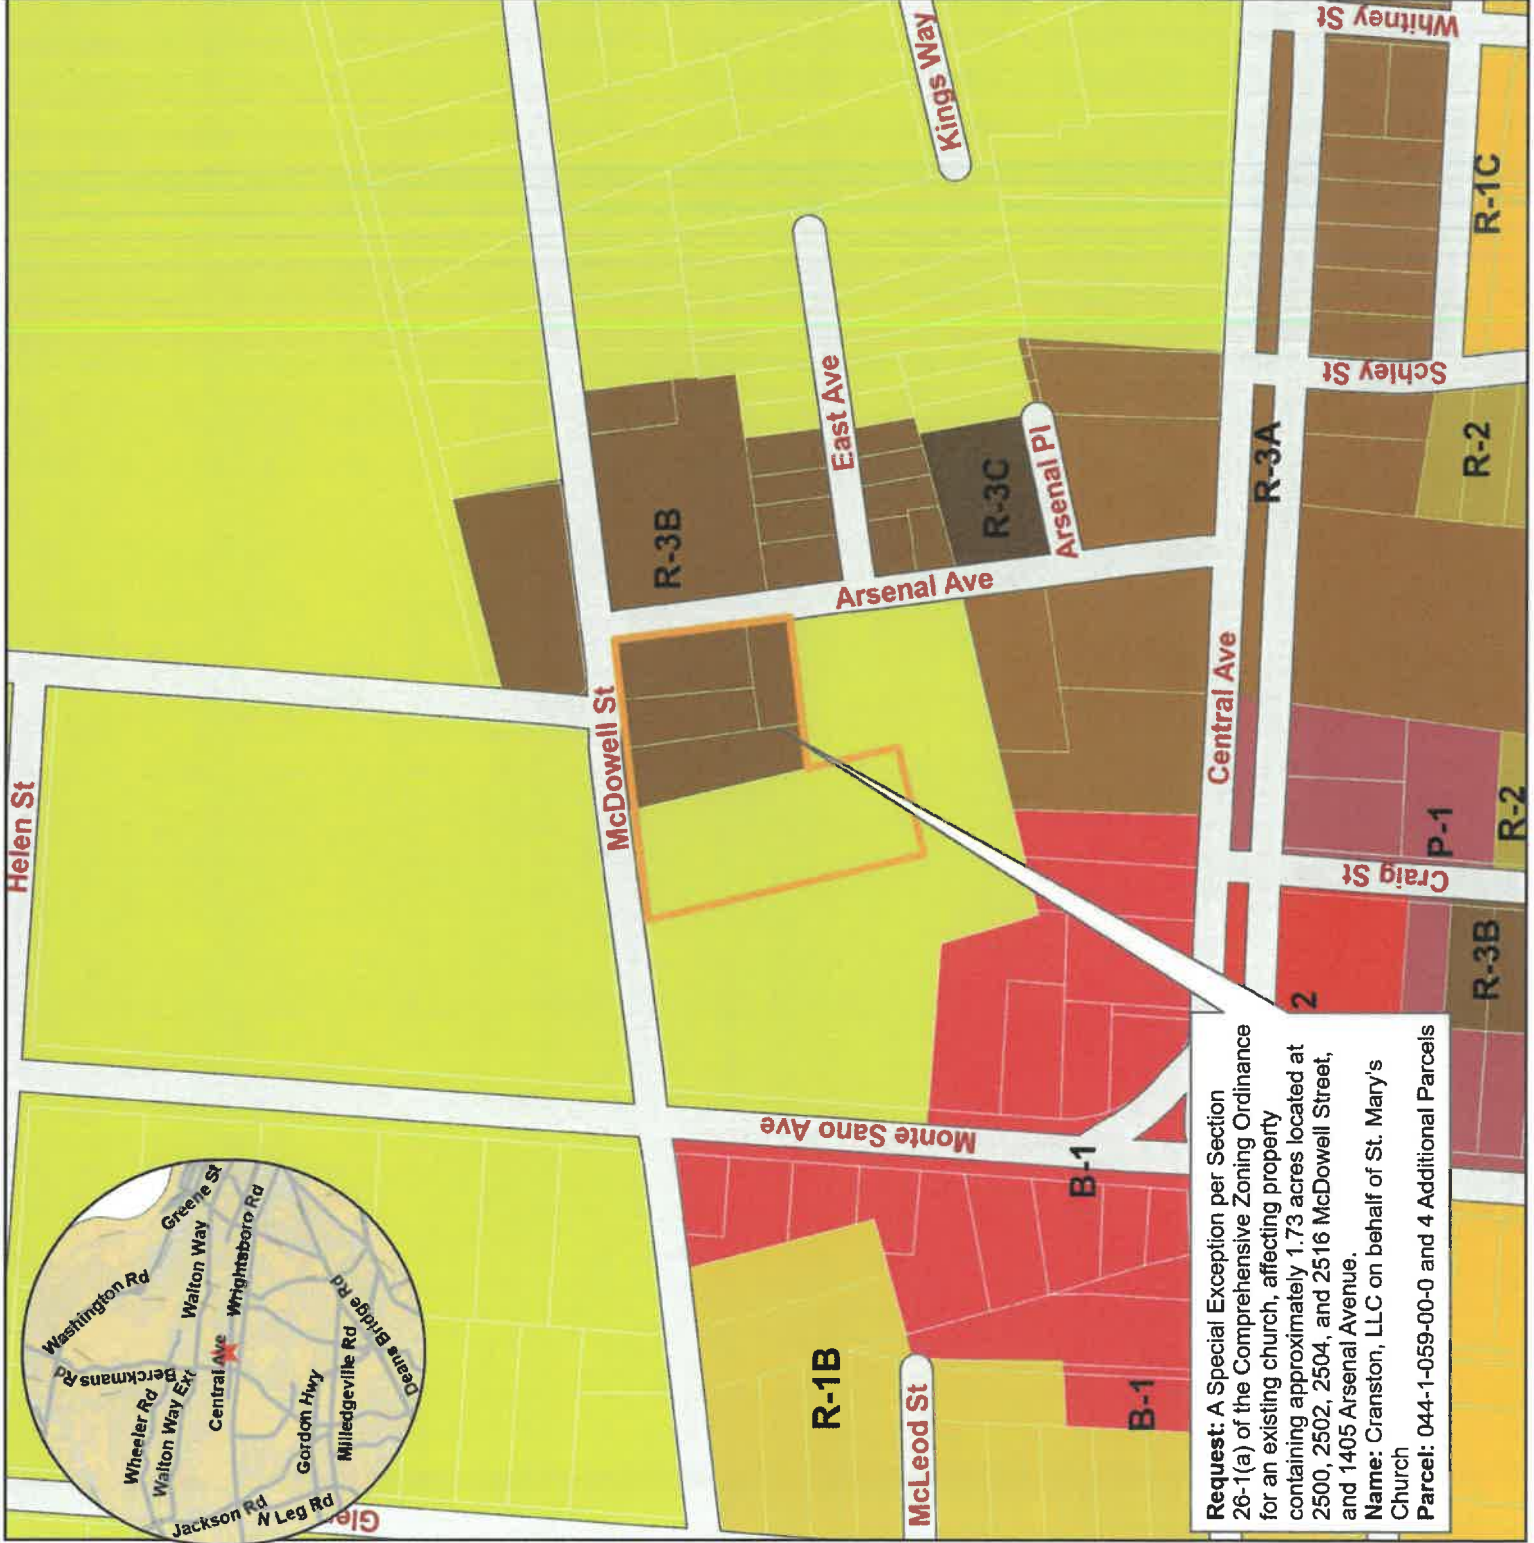 Helen St
McDowell St
Kings Way
Whitney St
East Ave
R-3B
R-3C
Arsenal Pl
Arsenal Ave
Central Ave
R-3A
Schley St
R-1C
R-2
Craig St
P-1
R-2
R-3B
2
Monte Sano Ave
B-1
R-1B
McLeod St
B-1
Washington Rd
Greene St
Berckmans Rd
Walton Way
Wrightsboro Rd
Wheeler Rd
Walton Way Ext
Central Ave
Gordon Hwy
Milledgeville Rd
Deans Bridge Rd
Jackson Rd
N Leg Rd
Request: A Special Exception per Section
26-1(a) of the Comprehensive Zoning Ordinance
for an existing church, affecting property
containing approximately 1.73 acres located at
2500, 2502, 2504, and 2516 McDowell Street,
and 1405 Arsenal Avenue.
Name: Cranston, LLC on behalf of St. Mary's
Church
Parcel: 044-1-059-00-0 and 4 Additional Parcels